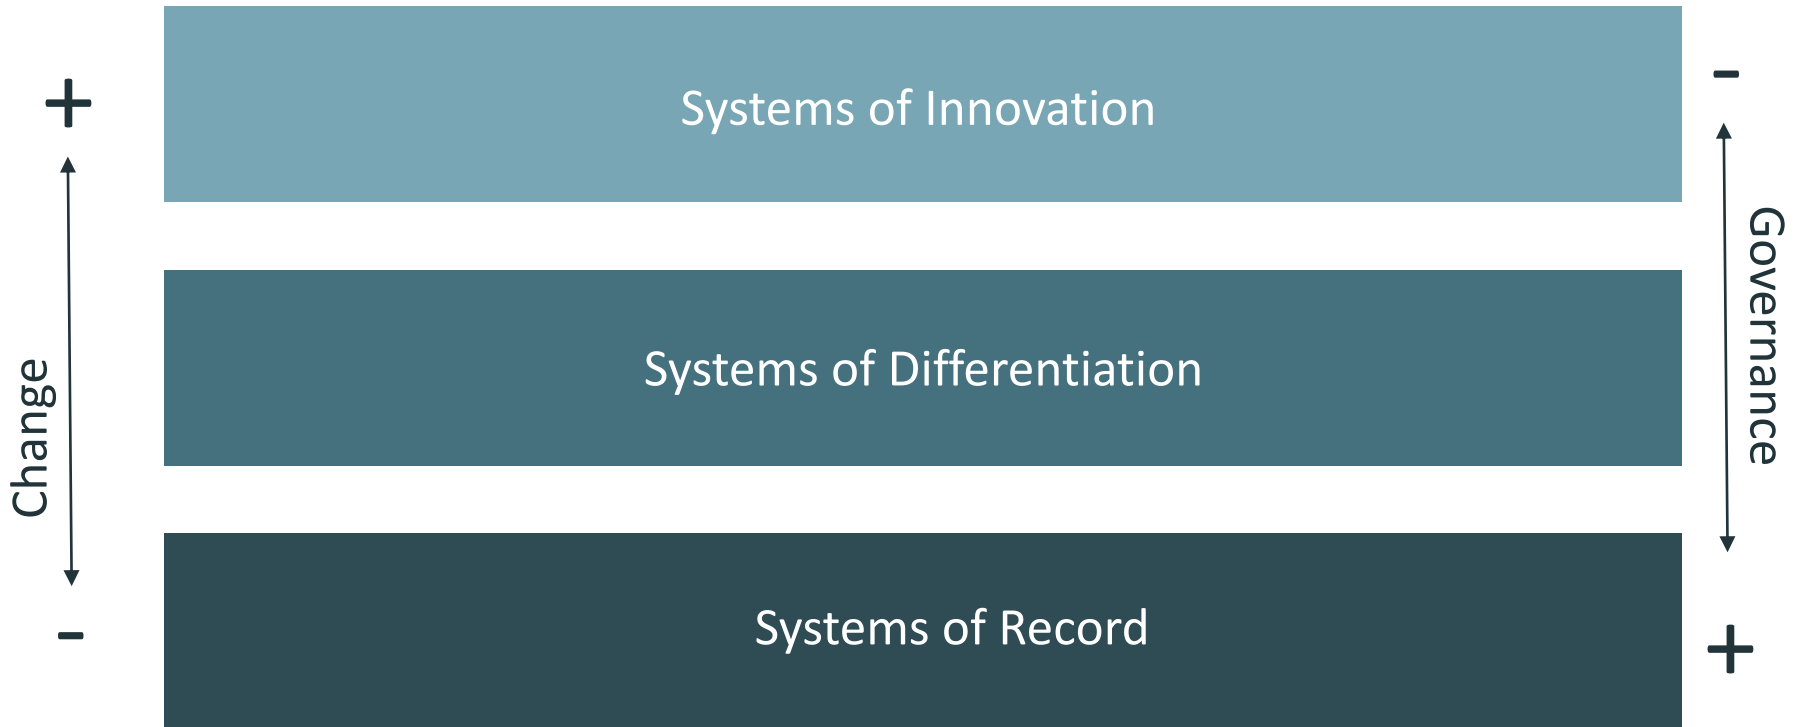 +
-
Systems of Innovation
Change
Systems of Differentiation
Governance
Systems of Record
-
+